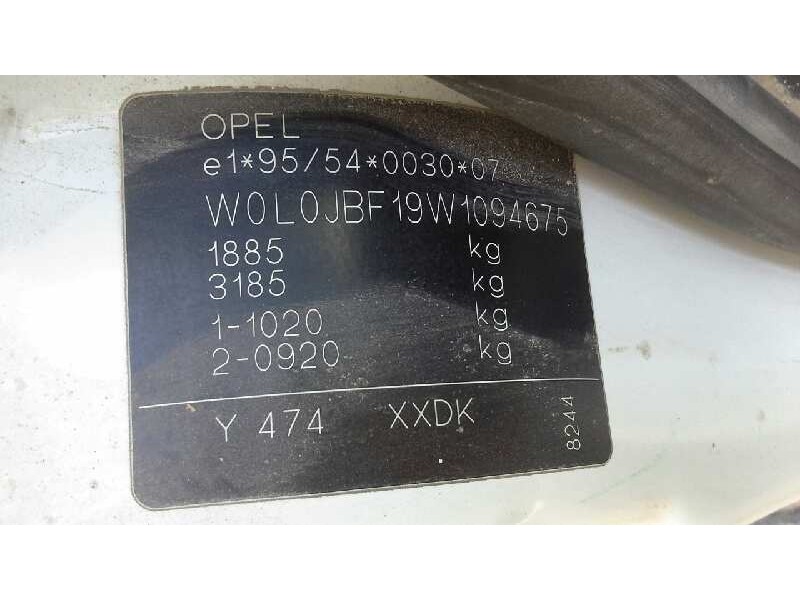 OPEL
e1*95/54*0030*07
W0L0JBF19W1094675
1885 kg
3185 kg
1-1020 kg
2-0920 kg
Y 474 XXDK
8244